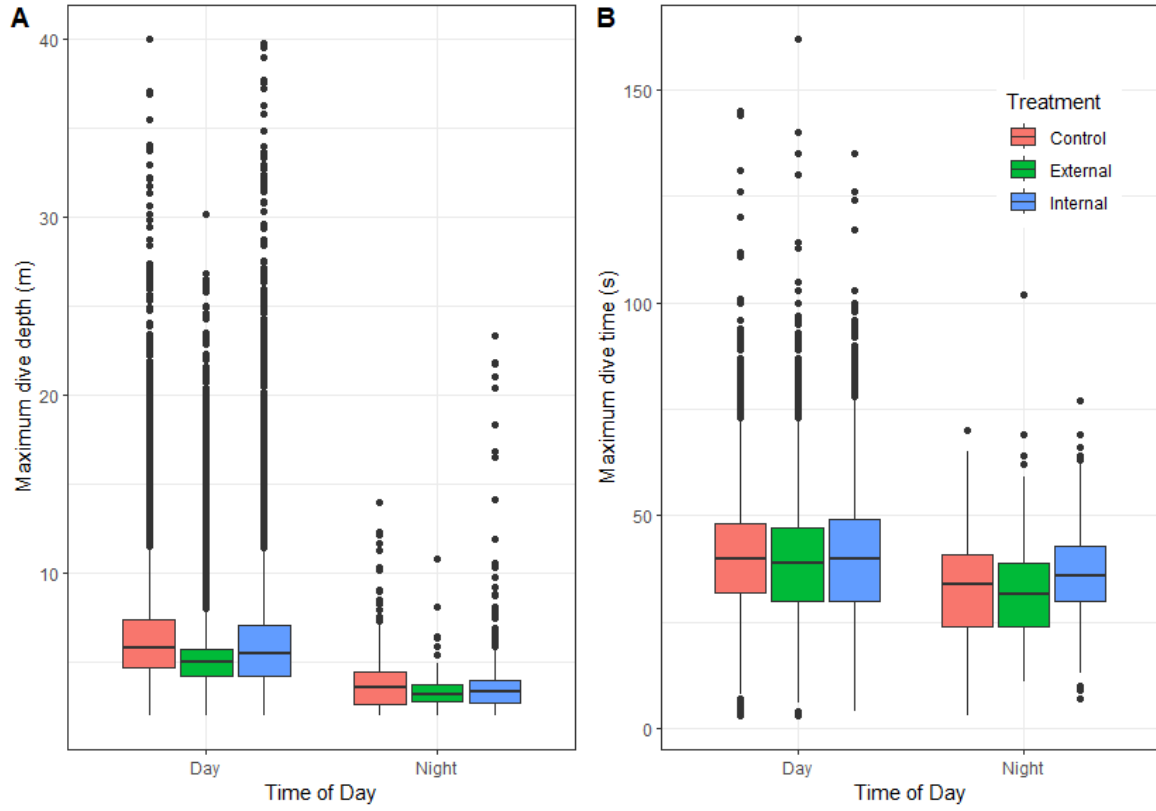 A
Maximum dive depth (m)
40
30
20
10
Day
Night
Time of Day
B
Maximum dive time (s)
150
100
50
0
Treatment
Control
External
Internal
Day
Night
Time of Day